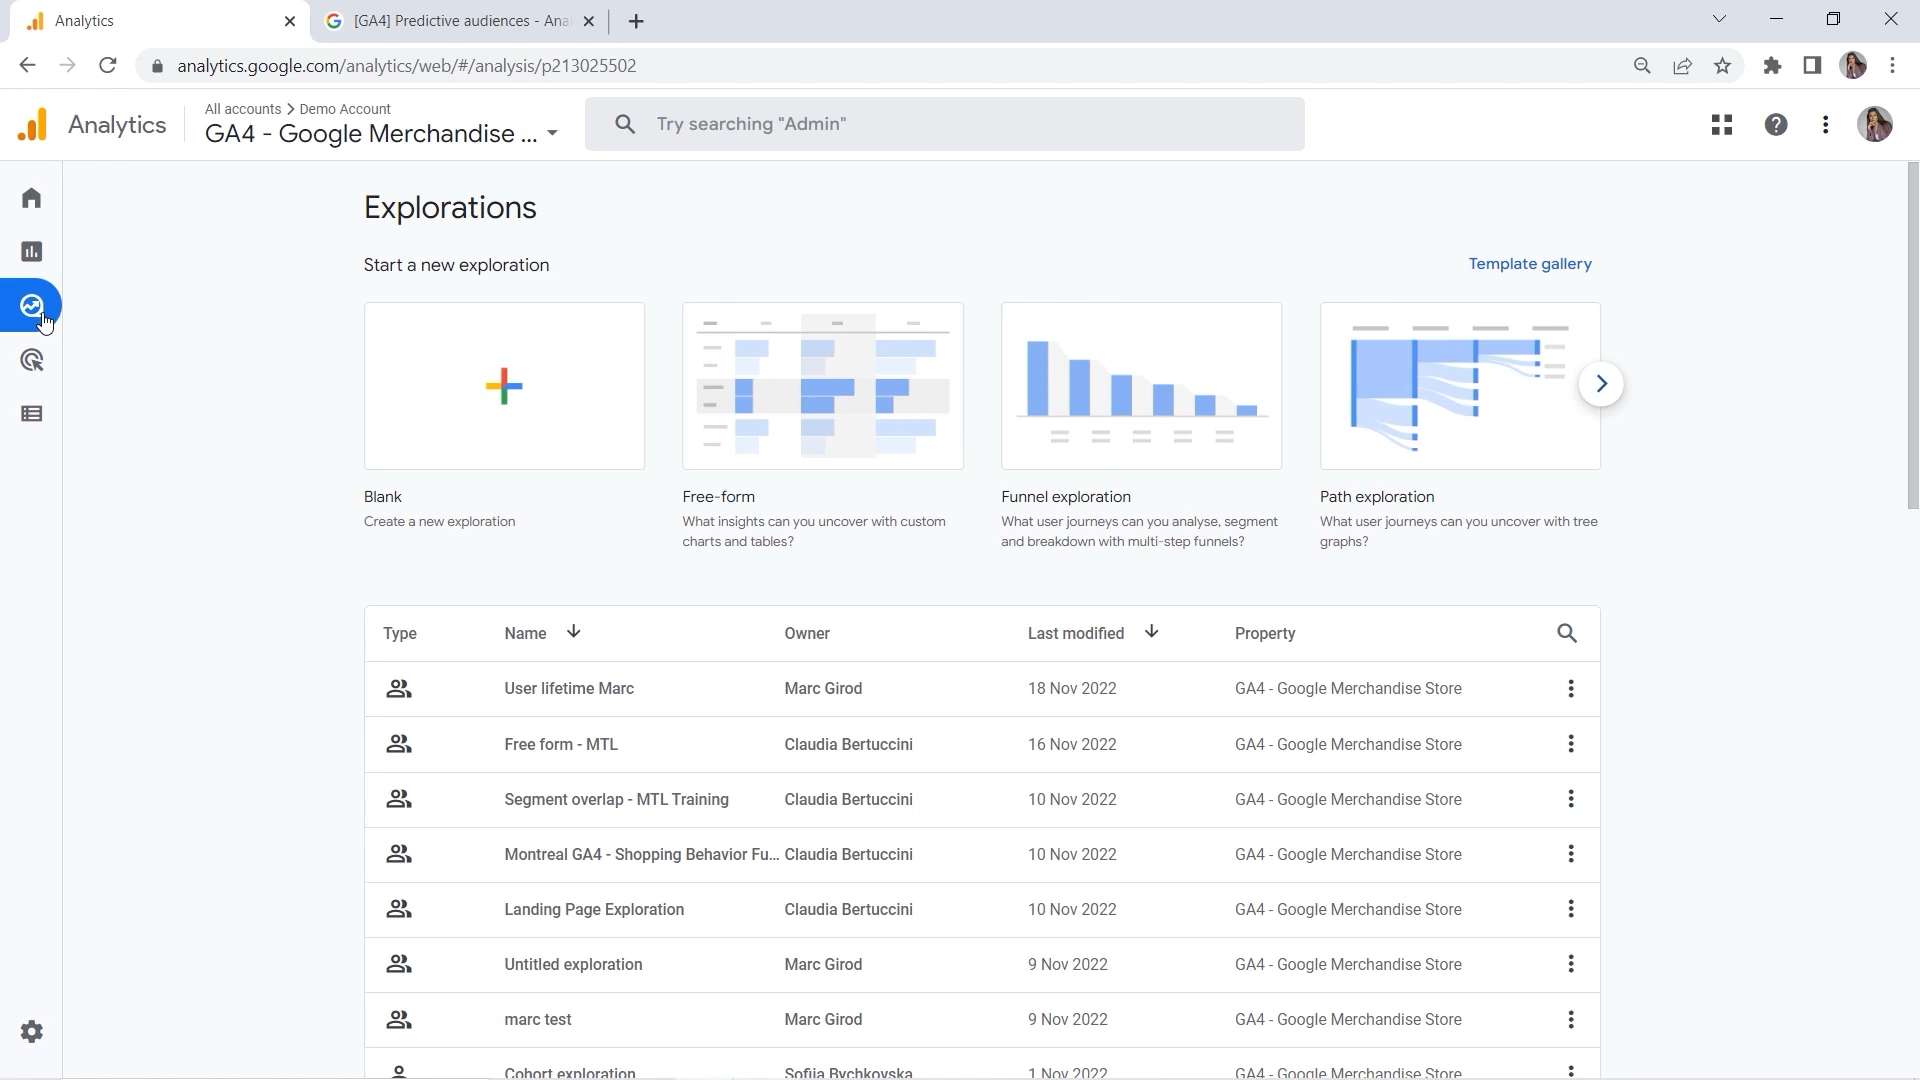 Analytics
[GA4] Predictive audiences - Ana
analytics.google.com/analytics/web/#/analysis/p213025502
Analytics
All accounts > Demo Account
GA4 - Google Merchandise ...
Try searching "Admin"
Explorations
Start a new exploration
Template gallery
Blank
Create a new exploration
Free-form
What insights can you uncover with custom
charts and tables?
Funnel exploration
What user journeys can you analyse, segment
and breakdown with multi-step funnels?
Path exploration
What user journeys can you uncover with tree
graphs?
Type Name Owner Last modified Property
User lifetime Marc Marc Girod 18 Nov 2022 GA4 - Google Merchandise Store
Free form - MTL Claudia Bertuccini 16 Nov 2022 GA4 - Google Merchandise Store
Segment overlap - MTL Training Claudia Bertuccini 10 Nov 2022 GA4 - Google Merchandise Store
Montreal GA4 - Shopping Behavior Fu... Claudia Bertuccini 10 Nov 2022 GA4 - Google Merchandise Store
Landing Page Exploration Claudia Bertuccini 10 Nov 2022 GA4 - Google Merchandise Store
Untitled exploration Marc Girod 9 Nov 2022 GA4 - Google Merchandise Store
marc test Marc Girod 9 Nov 2022 GA4 - Google Merchandise Store
Cohort exploration Sofiia Bychkovska 1 Nov 2022 GA4 - Google Merchandise Store